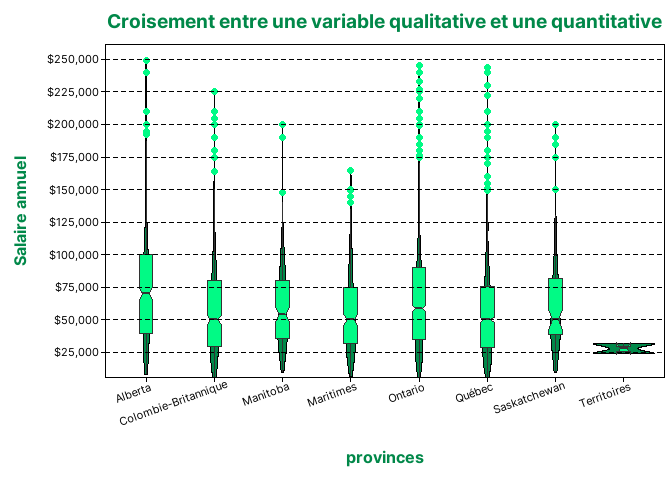 Croisement entre une variable qualitative et une quantitative
Salaire annuel
$250,000
$225,000
$200,000
$175,000
$150,000
$125,000
$100,000
$75,000
$50,000
$25,000
Alberta
Colombie-Britannique
Manitoba
Maritimes
Ontario
Québec
Saskatchewan
Territoires
provinces